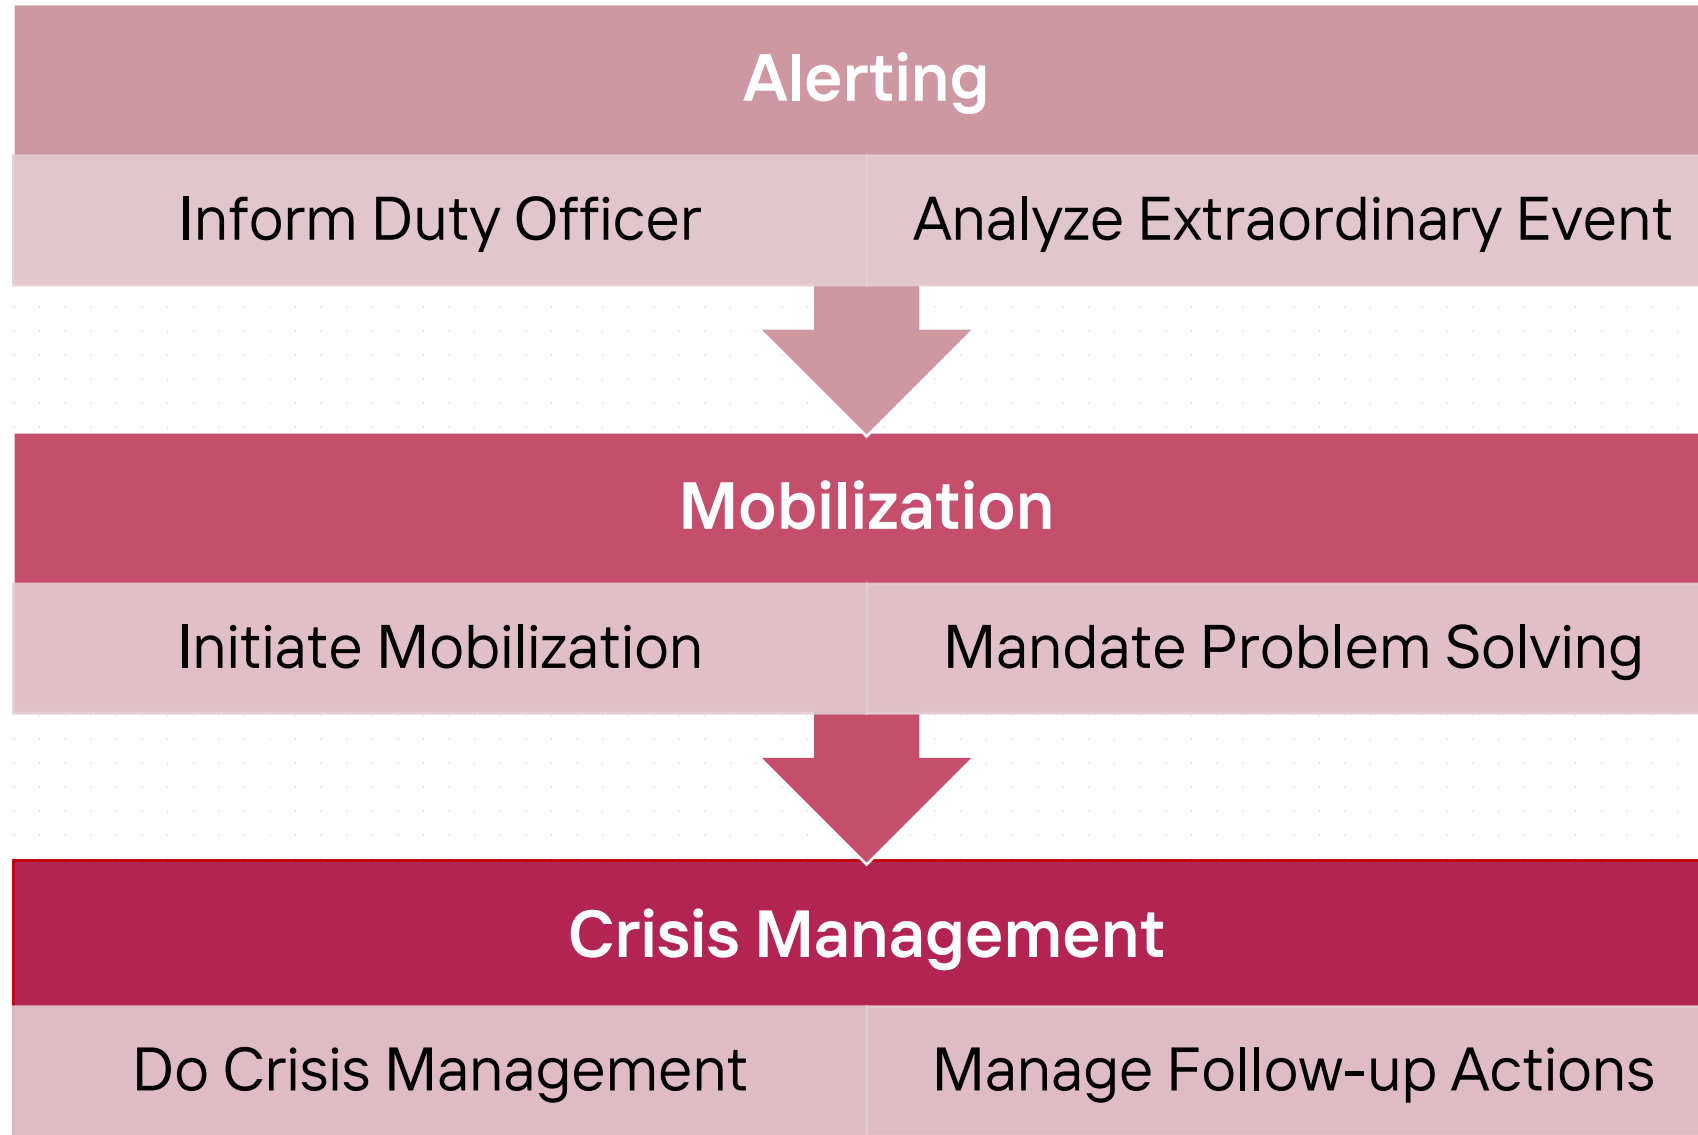 Alerting
Inform Duty Officer
Analyze Extraordinary Event
Mobilization
Initiate Mobilization
Mandate Problem Solving
Crisis Management
Do Crisis Management
Manage Follow-up Actions